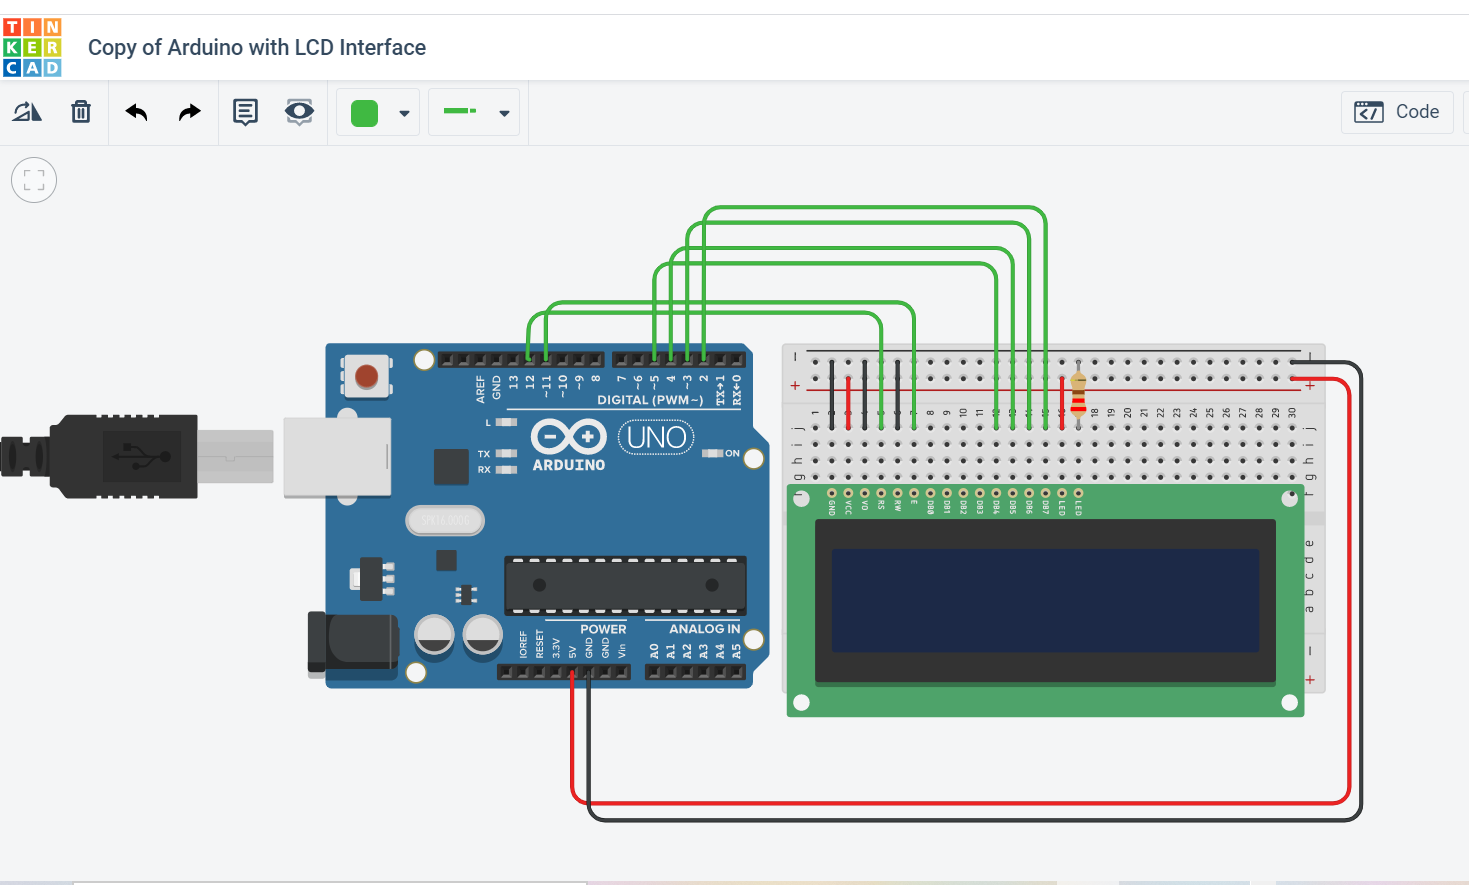 TIN
KER
CAD
Copy of Arduino with LCD Interface
Code
AREF
GND
13
12
~11
~10
~9
8
7
~6
~5
4
~3
2
TX→1
RX←0
DIGITAL (PWM~)
L
TX
RX
ARDUINO
UNO
ON
POWER
ANALOG IN
IOREF
RESET
3.3V
5V
GND
GND
Vin
A0
A1
A2
A3
A4
A5
1
8 9 10 11
18 19 20 21 22 23 24 25 26 27 28 29 30
j
i
h
g
j
i
h
g
f
e
d
c
b
a
GND
VCC
V0
RS
RW
E
DB0
DB1
DB2
DB3
DB4
DB5
DB6
DB7
LED
LED